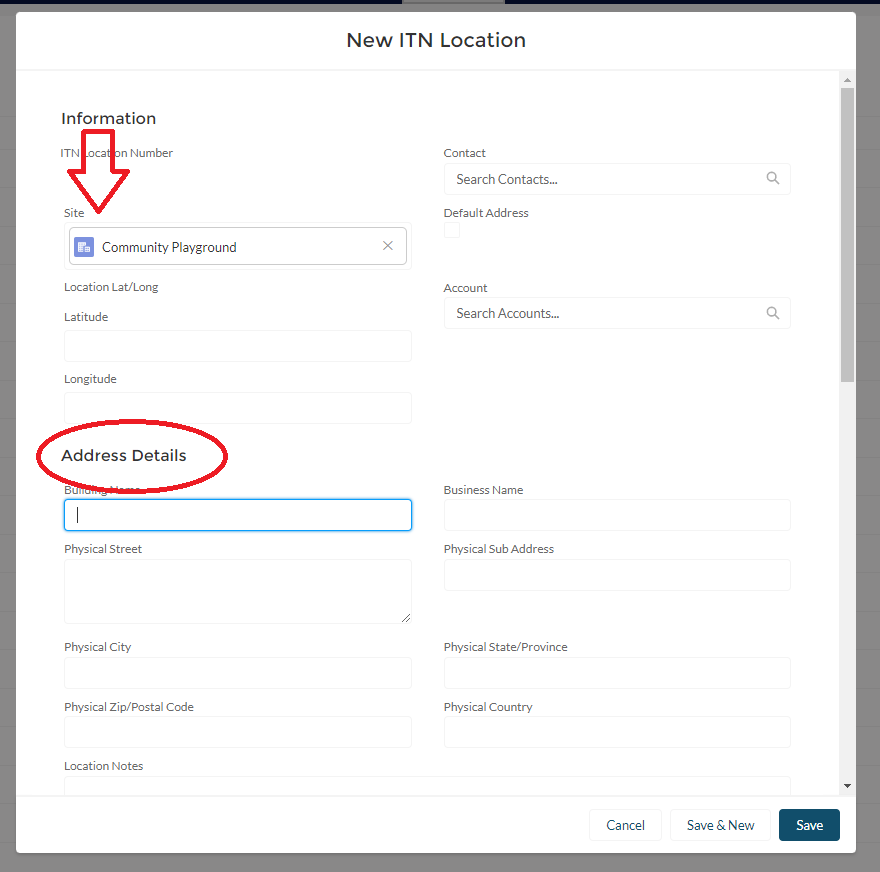 New ITN Location
Information
ITN Location Number
Contact
Search Contacts...
Site
Default Address
Community Playground
Location Lat/Long
Account
Latitude
Search Accounts...
Longitude
Address Details
Building Name
Business Name
Physical Street
Physical Sub Address
Physical City
Physical State/Province
Physical Zip/Postal Code
Physical Country
Location Notes
Cancel
Save & New
Save